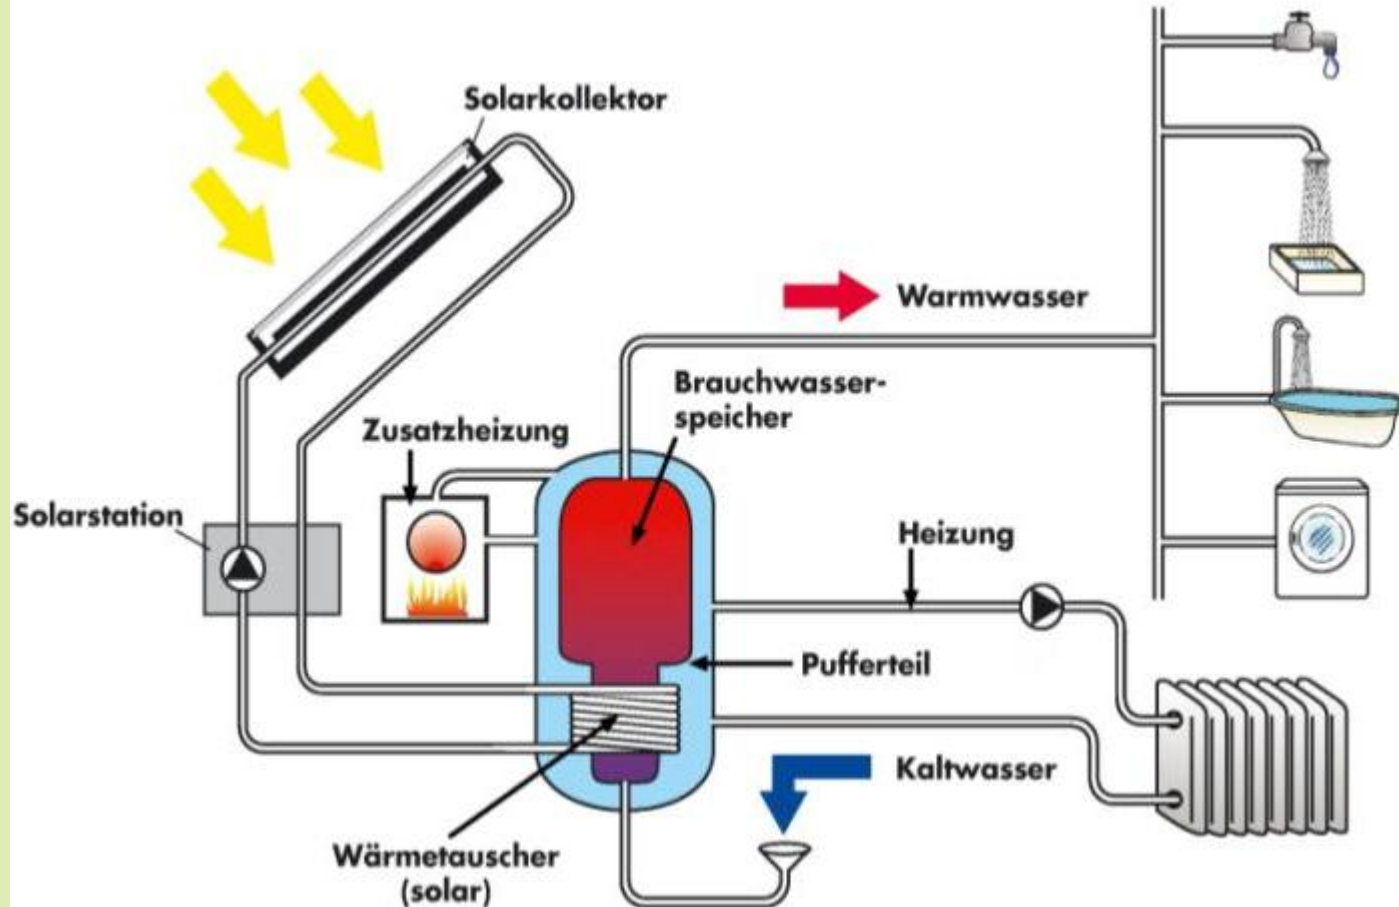 Solarkollektor
Warmwasser
Brauchwasser-
speicher
Zusatzheizung
Solarstation
Heizung
Pufferteil
Kaltwasser
Wärmetauscher
(solar)